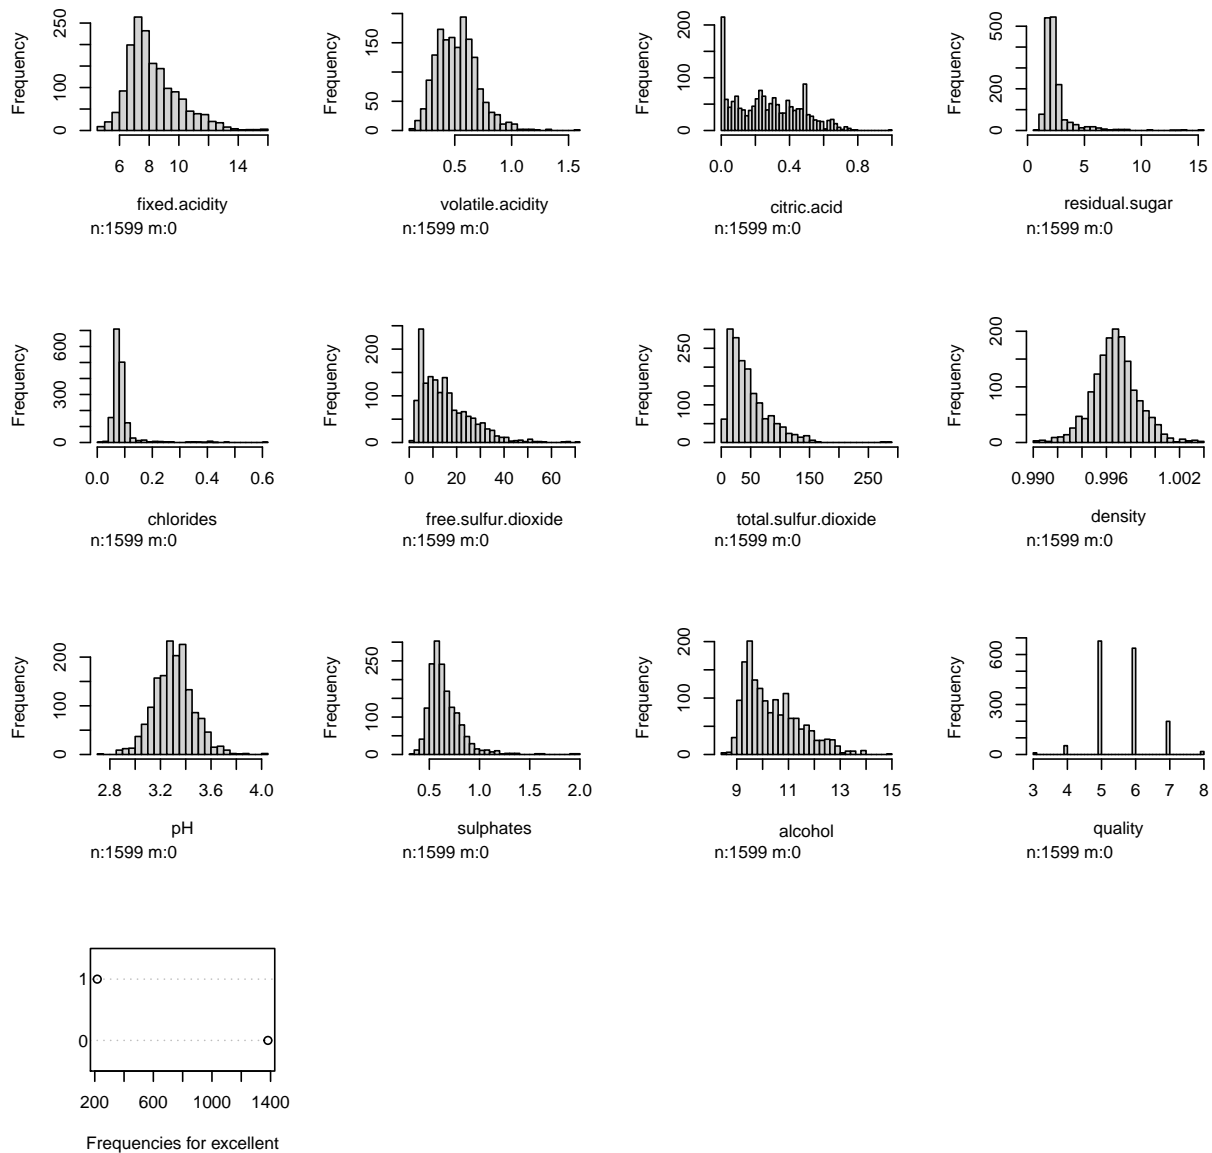 Frequency
0
100
250
6
8
10
14
fixed.acidity
n:1599 m:0
Frequency
0
50
150
0.5
1.0
1.5
volatile.acidity
n:1599 m:0
Frequency
0
100
200
0.0
0.4
0.8
citric.acid
n:1599 m:0
Frequency
0
200
500
0
5
10
15
residual.sugar
n:1599 m:0
Frequency
0
300
600
0.0
0.2
0.4
0.6
chlorides
n:1599 m:0
Frequency
0
100
200
0
20
40
60
free.sulfur.dioxide
n:1599 m:0
Frequency
0
100
250
0
50
150
250
total.sulfur.dioxide
n:1599 m:0
Frequency
0
100
200
0.990
0.996
1.002
density
n:1599 m:0
Frequency
0
100
200
2.8
3.2
3.6
4.0
pH
n:1599 m:0
Frequency
0
100
250
0.5
1.0
1.5
2.0
sulphates
n:1599 m:0
Frequency
0
100
200
9
11
13
15
alcohol
n:1599 m:0
Frequency
0
300
600
3
4
5
6
7
8
quality
n:1599 m:0
1
0
200
600
1000
1400
Frequencies for excellent